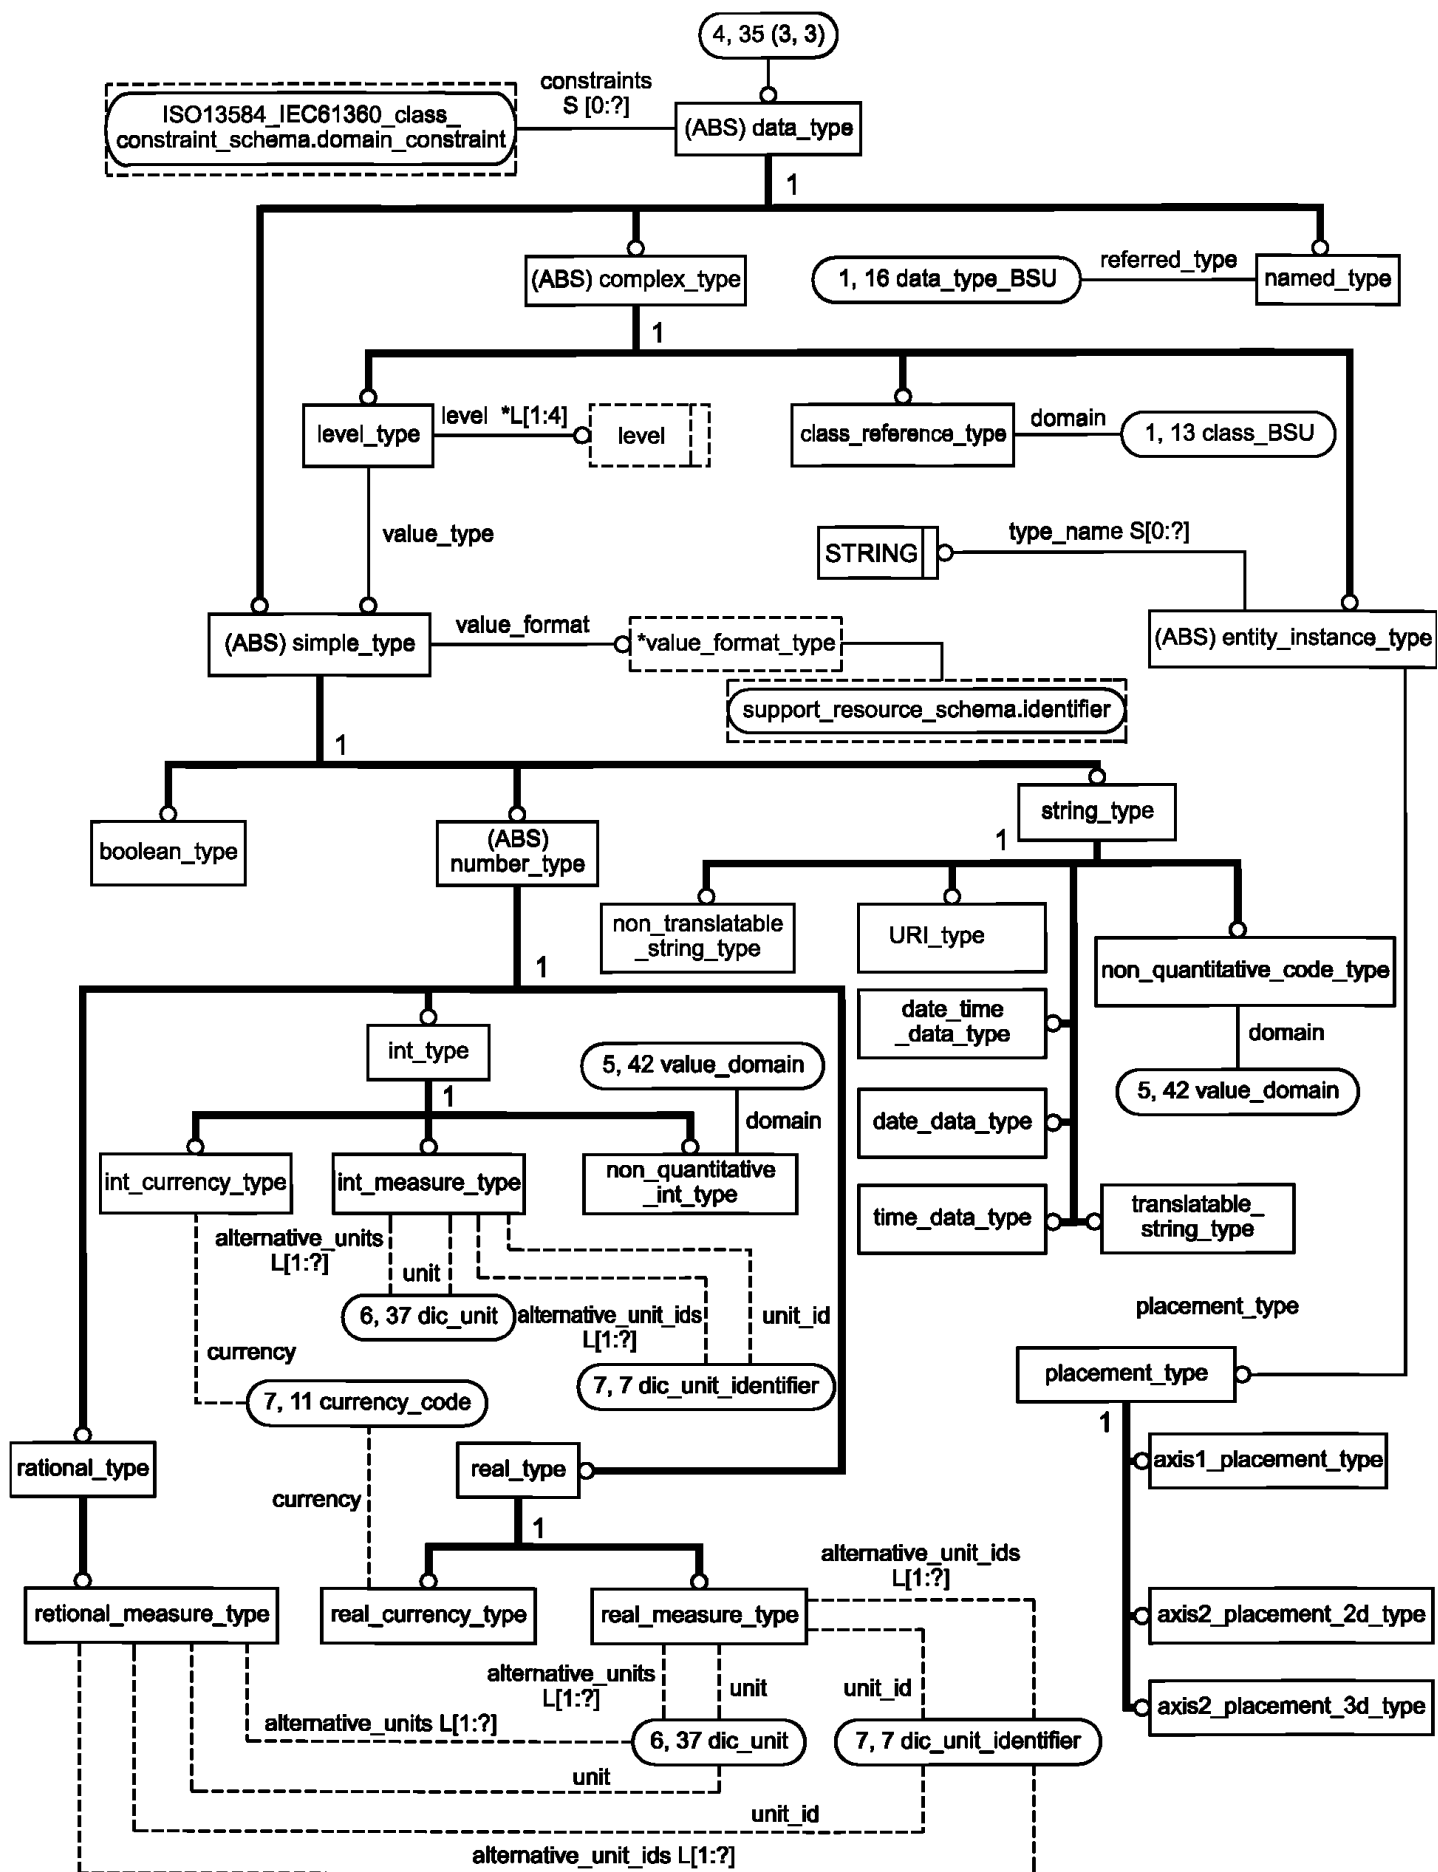 4, 35 (3, 3)
constraints
S [0:?]
ISO13584_IEC61360_class_
constraint_schema.domain_constraint
(ABS) data_type
1
(ABS) complex_type
1, 16 data_type_BSU
referred_type
named_type
1
level_type
level *L[1:4]
level
class_reference_type
domain
1, 13 class_BSU
value_type
STRING
type_name S[0:?]
(ABS) simple_type
value_format
*value_format_type
(ABS) entity_instance_type
support_resource_schema.identifier
1
boolean_type
(ABS)
number_type
string_type
1
non_translatable
_string_type
URI_type
non_quantitative_code_type
1
date_time
_data_type
domain
int_type
5, 42 value_domain
5, 42 value_domain
1
domain
date_data_type
int_currency_type
int_measure_type
non_quantitative
_int_type
time_data_type
translatable_
string_type
alternative_units
L[1:?]
unit
6, 37 dic_unit
alternative_unit_ids
L[1:?]
unit_id
placement_type
currency
7, 11 currency_code
7, 7 dic_unit_identifier
placement_type
1
rational_type
real_type
axis1_placement_type
currency
1
alternative_unit_ids
L[1:?]
retional_measure_type
real_currency_type
real_measure_type
axis2_placement_2d_type
alternative_units
L[1:?]
unit
unit_id
axis2_placement_3d_type
alternative_units L[1:?]
6, 37 dic_unit
7, 7 dic_unit_identifier
unit
unit_id
alternative_unit_ids L[1:?]